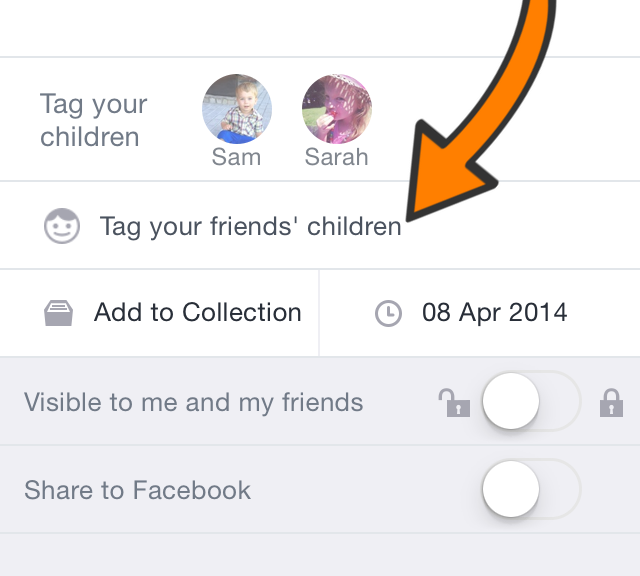 Tag your
children
Sam
Sarah
Tag your friends' children
Add to Collection
08 Apr 2014
Visible to me and my friends
Share to Facebook